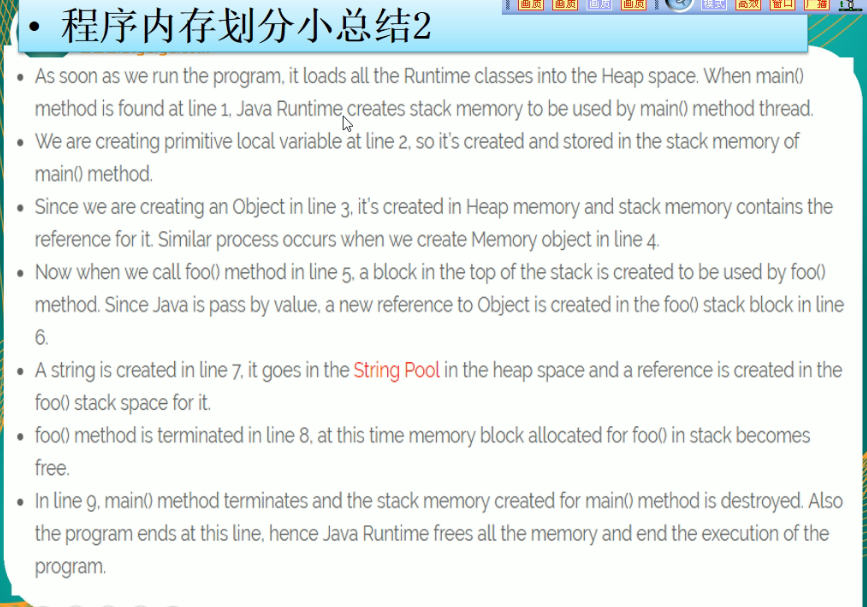 画质 画质 画质 画质 模式 高效 窗口 广播
• 程序内存划分小总结2
• As soon as we run the program, it loads all the Runtime classes into the Heap space. When main()
method is found at line 1, Java Runtime creates stack memory to be used by main() method thread.
• We are creating primitive local variable at line 2, so it's created and stored in the stack memory of
main() method.
• Since we are creating an Object in line 3, it's created in Heap memory and stack memory contains the
reference for it. Similar process occurs when we create Memory object in line 4.
• Now when we call foo() method in line 5, a block in the top of the stack is created to be used by foo()
method. Since Java is pass by value, a new reference to Object is created in the foo() stack block in line
6.
• A string is created in line 7, it goes in the String Pool in the heap space and a reference is created in the
foo() stack space for it.
• foo() method is terminated in line 8, at this time memory block allocated for foo() in stack becomes
free.
• In line 9, main() method terminates and the stack memory created for main() method is destroyed. Also
the program ends at this line, hence Java Runtime frees all the memory and end the execution of the
program.